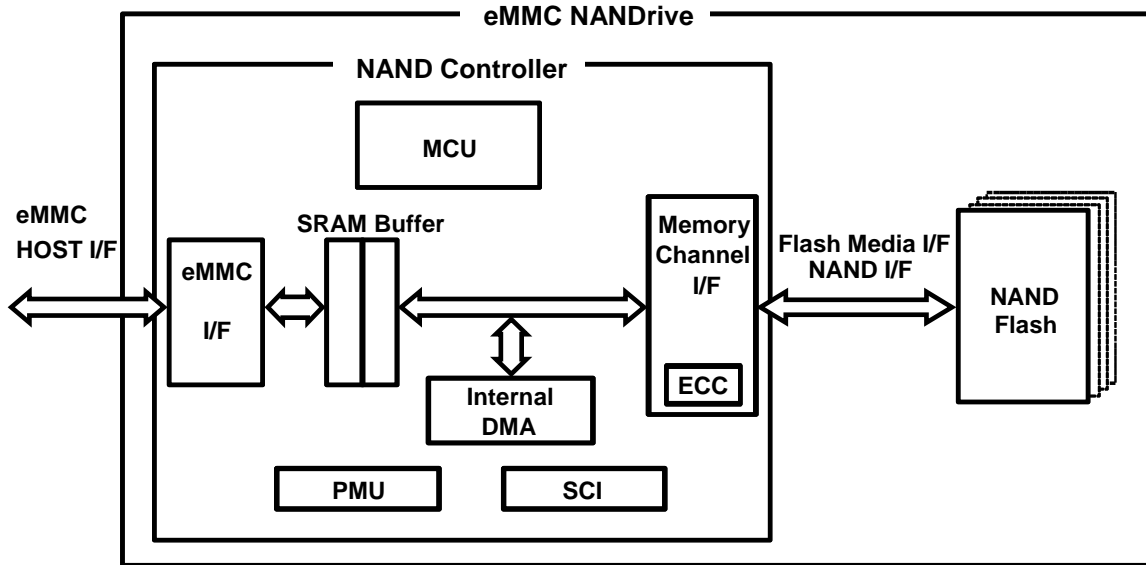 eMMC NANDrive
NAND Controller
MCU
eMMC
HOST I/F
SRAM Buffer
eMMC
I/F
Memory
Channel
I/F
ECC
Flash Media I/F
NAND I/F
NAND
Flash
Internal
DMA
PMU
SCI